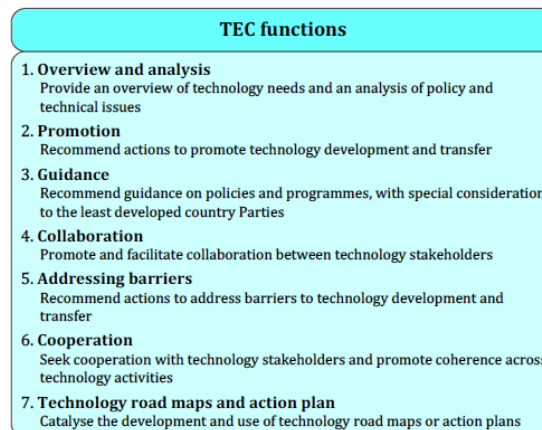 TEC functions
1. Overview and analysis
Provide an overview of technology needs and an analysis of policy and
technical issues
2. Promotion
Recommend actions to promote technology development and transfer
3. Guidance
Recommend guidance on policies and programmes, with special consideration
to the least developed country Parties
4. Collaboration
Promote and facilitate collaboration between technology stakeholders
5. Addressing barriers
Recommend actions to address barriers to technology development and
transfer
6. Cooperation
Seek cooperation with technology stakeholders and promote coherence across
technology activities
7. Technology road maps and action plan
Catalyse the development and use of technology road maps or action plans